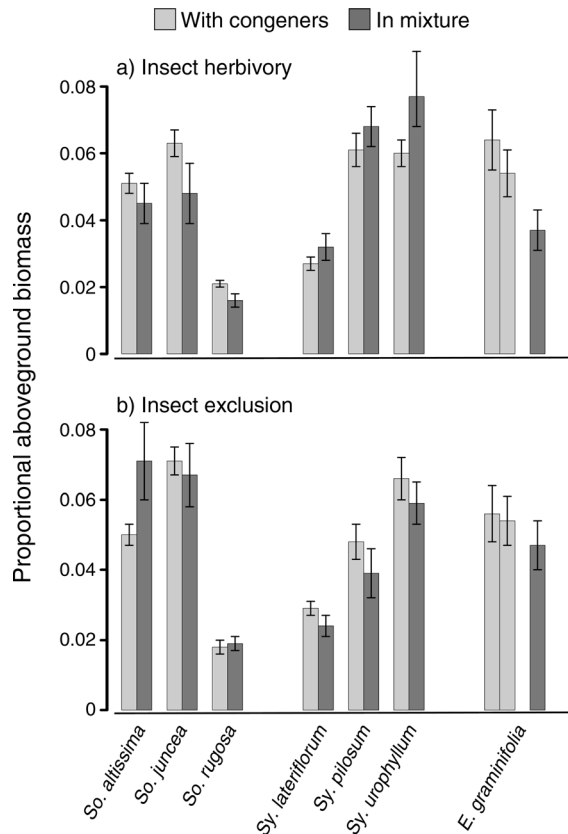 With congeners In mixture
a) Insect herbivory
0.08
0.06
0.04
0.02
0
Proportional aboveground biomass
b) Insect exclusion
0.08
0.06
0.04
0.02
0
So. altissima
So. juncea
So. rugosa
Sy. lateriflorum
Sy. pilosum
Sy. urophyllum
E. graminifolia